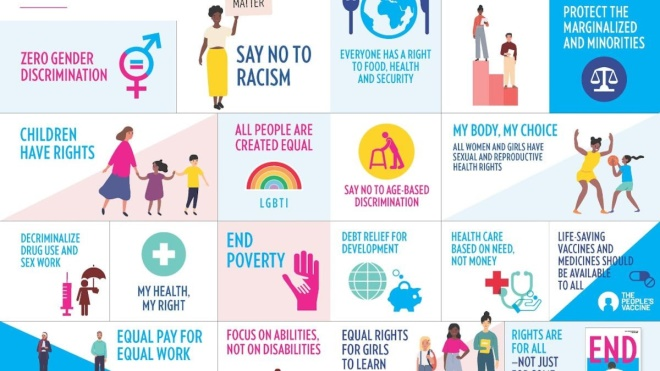 MATTER
ZERO GENDER
DISCRIMINATION
SAY NO TO
RACISM
EVERYONE HAS A RIGHT
TO FOOD, HEALTH
AND SECURITY
PROTECT THE
MARGINALIZED
AND MINORITIES
CHILDREN
HAVE RIGHTS
ALL PEOPLE ARE
CREATED EQUAL
LGBTI
SAY NO TO AGE-BASED
DISCRIMINATION
MY BODY, MY CHOICE
ALL WOMEN AND GIRLS HAVE
SEXUAL AND REPRODUCTIVE
HEALTH RIGHTS
DECRIMINALIZE
DRUG USE AND
SEX WORK
MY HEALTH,
MY RIGHT
END
POVERTY
DEBT RELIEF FOR
DEVELOPMENT
HEALTH CARE
BASED ON NEED,
NOT MONEY
LIFE-SAVING
VACCINES AND
MEDICINES SHOULD
BE AVAILABLE
TO ALL
THE
PEOPLE'S
VACCINE
EQUAL PAY FOR
EQUAL WORK
FOCUS ON ABILITIES,
NOT ON DISABILITIES
EQUAL RIGHTS
FOR GIRLS
TO LEARN
RIGHTS ARE
FOR ALL
–NOT JUST
END